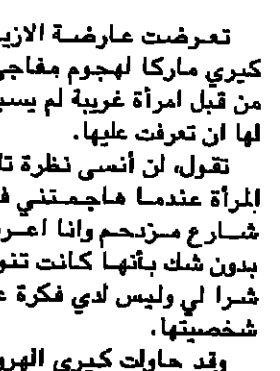 تعرضت عارضة الازي
كيري ماركا لهجوم مفاجي
من قبل امرأة غريبة لم يسب
لها ان تعرفت عليها.
تقول، لن أنسى نظرة تا
المرأة عندما هاجمتني ف
شارع مزدحم وانا اعر
بدون شك بأنها كانت تنو
شرا لي وليس لدي فكرة ع
شخصيتها.
وقد حاولت كيري الهرو